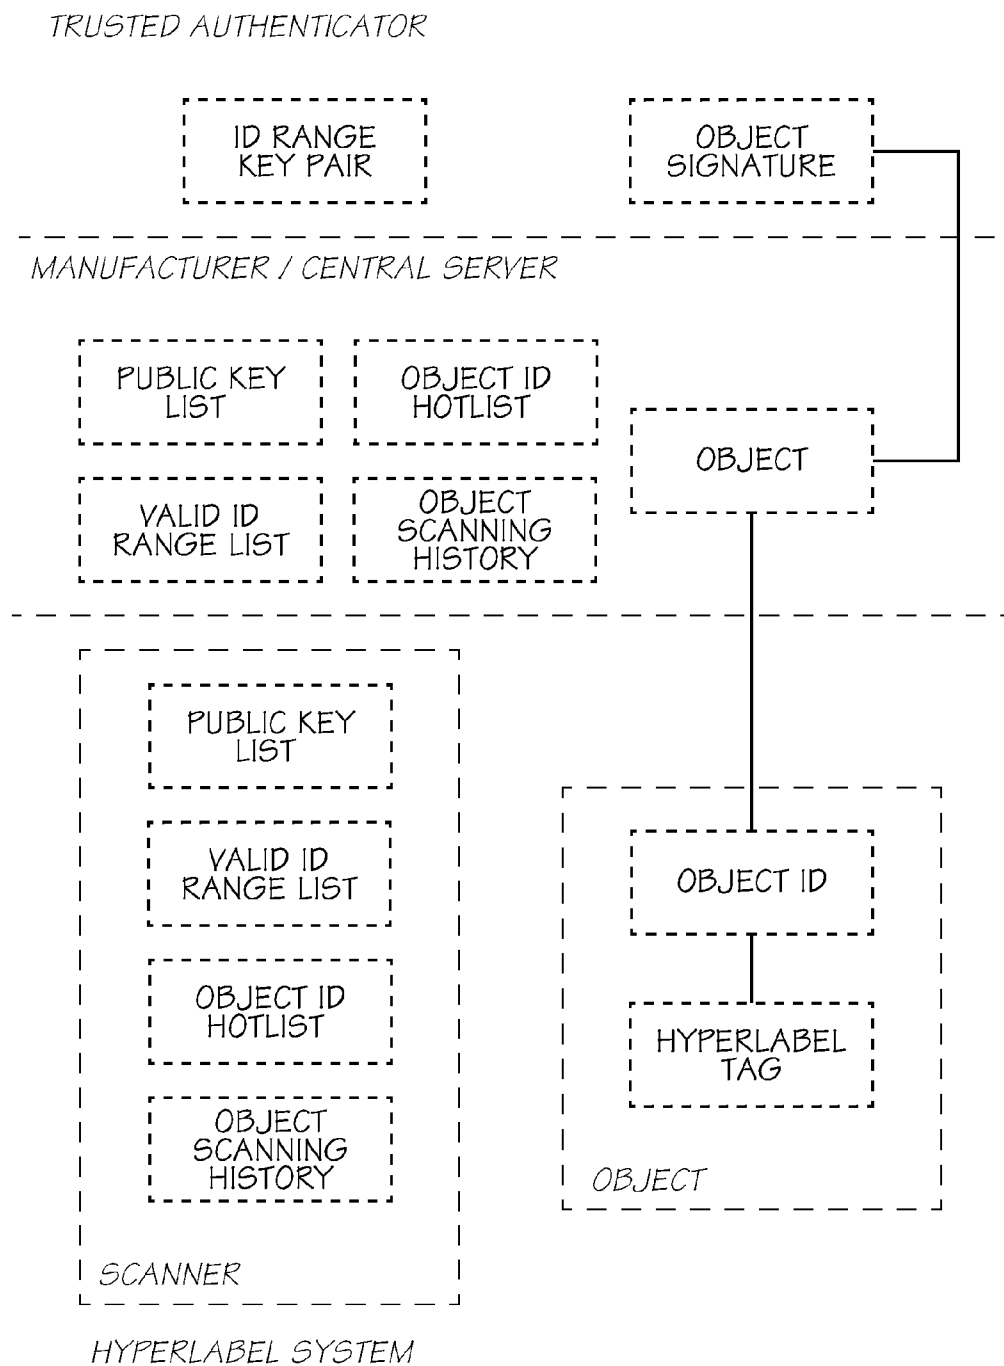 TRUSTED AUTHENTICATOR
ID RANGE
KEY PAIR
OBJECT
SIGNATURE
MANUFACTURER / CENTRAL SERVER
PUBLIC KEY
LIST
OBJECT ID
HOTLIST
OBJECT
VALID ID
RANGE LIST
OBJECT
SCANNING
HISTORY
PUBLIC KEY
LIST
VALID ID
RANGE LIST
OBJECT ID
HOTLIST
OBJECT
SCANNING
HISTORY
SCANNER
OBJECT ID
HYPERLABEL
TAG
OBJECT
HYPERLABEL SYSTEM